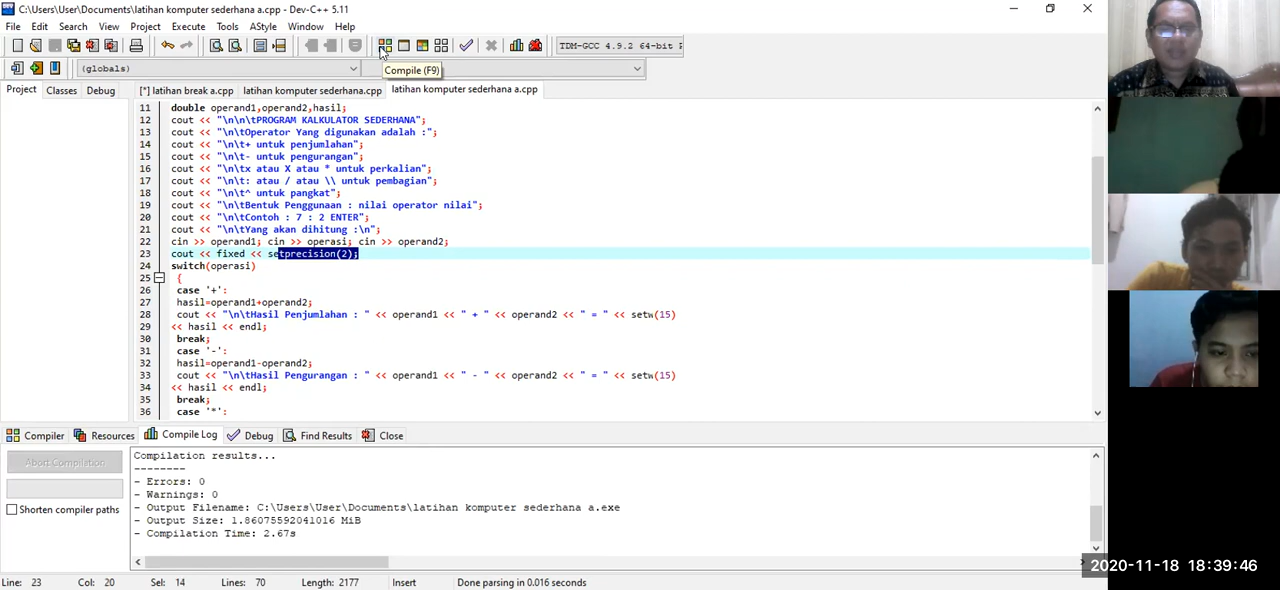 C:\Users\User\Documents\latihan komputer sederhana a.cpp - Dev-C++ 5.11
File Edit Search View Project Execute Tools AStyle Window Help
TDM-GCC 4.9.2 64-bit
(globals)
Compile (F9)
Project Classes Debug [*] latihan break a.cpp latihan komputer sederhana.cpp latihan komputer sederhana a.cpp
11 double operand1,operand2,hasil;
12 cout << "\n\n\tPROGRAM KALKULATOR SEDERHANA";
13 cout << "\n\tOperator Yang digunakan adalah :";
14 cout << "\n\t+ untuk penjumlahan";
15 cout << "\n\t- untuk pengurangan";
16 cout << "\n\tx atau X atau * untuk perkalian";
17 cout << "\n\t: atau / atau \\ untuk pembagian";
18 cout << "\n\t^ untuk pangkat";
19 cout << "\n\tBentuk Penggunaan : nilai operator nilai";
20 cout << "\n\tContoh : 7 : 2 ENTER";
21 cout << "\n\tYang akan dihitung :\n";
22 cin >> operand1; cin >> operasi; cin >> operand2;
23 cout << fixed << setprecision(2);
24 switch(operasi)
25 {
26 case '+':
27 hasil=operand1+operand2;
28 cout << "\n\tHasil Penjumlahan : " << operand1 << " + " << operand2 << " = " << setw(15)
29 << hasil << endl;
30 break;
31 case '-':
32 hasil=operand1-operand2;
33 cout << "\n\tHasil Pengurangan : " << operand1 << " - " << operand2 << " = " << setw(15)
34 << hasil << endl;
35 break;
36 case '*':
Compiler Resources Compile Log Debug Find Results Close
Abort Compilation
Shorten compiler paths
Compilation results...
--------
- Errors: 0
- Warnings: 0
- Output Filename: C:\Users\User\Documents\latihan komputer sederhana a.exe
- Output Size: 1.86075592041016 MiB
- Compilation Time: 2.67s
Line: 23 Col: 20 Sel: 14 Lines: 70 Length: 2177 Insert Done parsing in 0.016 seconds
2020-11-18 18:39:46